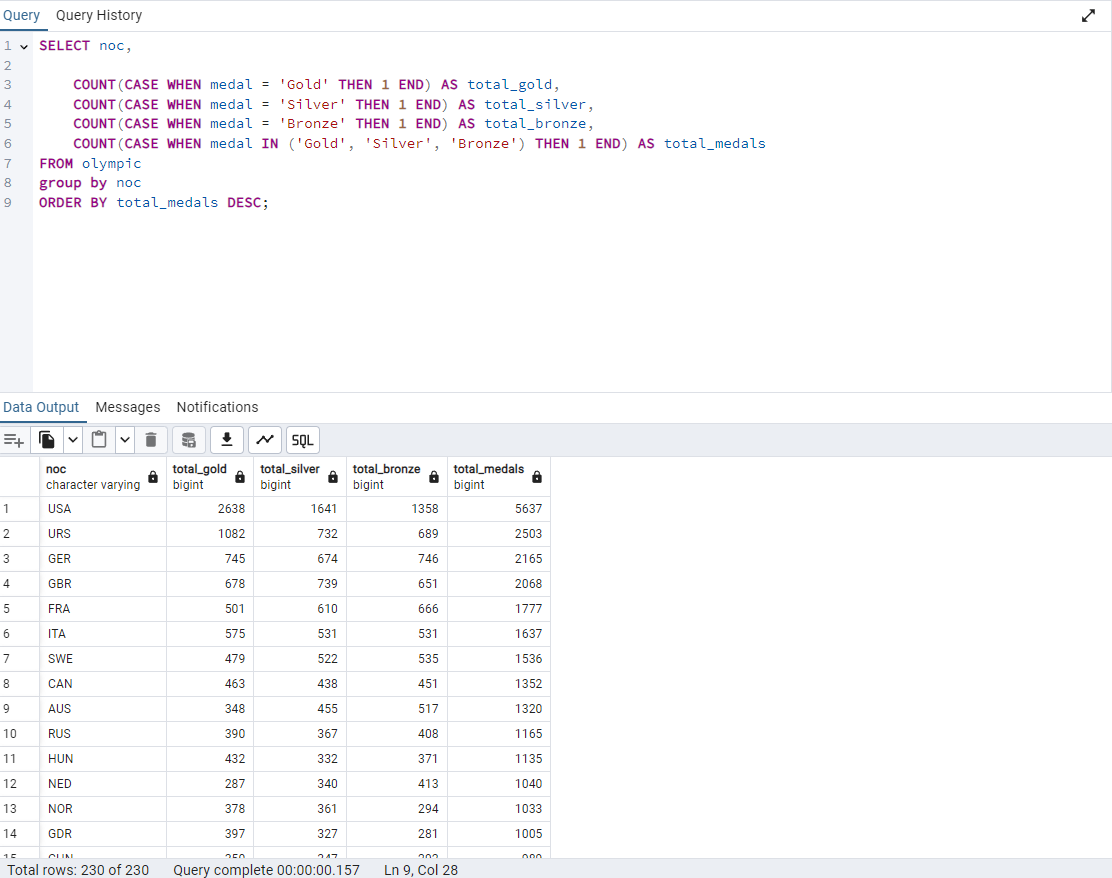 Query Query History
1 SELECT noc,
2
3 COUNT(CASE WHEN medal = 'Gold' THEN 1 END) AS total_gold,
4 COUNT(CASE WHEN medal = 'Silver' THEN 1 END) AS total_silver,
5 COUNT(CASE WHEN medal = 'Bronze' THEN 1 END) AS total_bronze,
6 COUNT(CASE WHEN medal IN ('Gold', 'Silver', 'Bronze') THEN 1 END) AS total_medals
7 FROM olympic
8 group by noc
9 ORDER BY total_medals DESC;
Data Output Messages Notifications
SQL
noc total_gold total_silver total_bronze total_medals
character varying bigint bigint bigint bigint
1 USA 2638 1641 1358 5637
2 URS 1082 732 689 2503
3 GER 745 674 746 2165
4 GBR 678 739 651 2068
5 FRA 501 610 666 1777
6 ITA 575 531 531 1637
7 SWE 479 522 535 1536
8 CAN 463 438 451 1352
9 AUS 348 455 517 1320
10 RUS 390 367 408 1165
11 HUN 432 332 371 1135
12 NED 287 340 413 1040
13 NOR 378 361 294 1033
14 GDR 397 327 281 1005
15
Total rows: 230 of 230 Query complete 00:00:00.157 Ln 9, Col 28